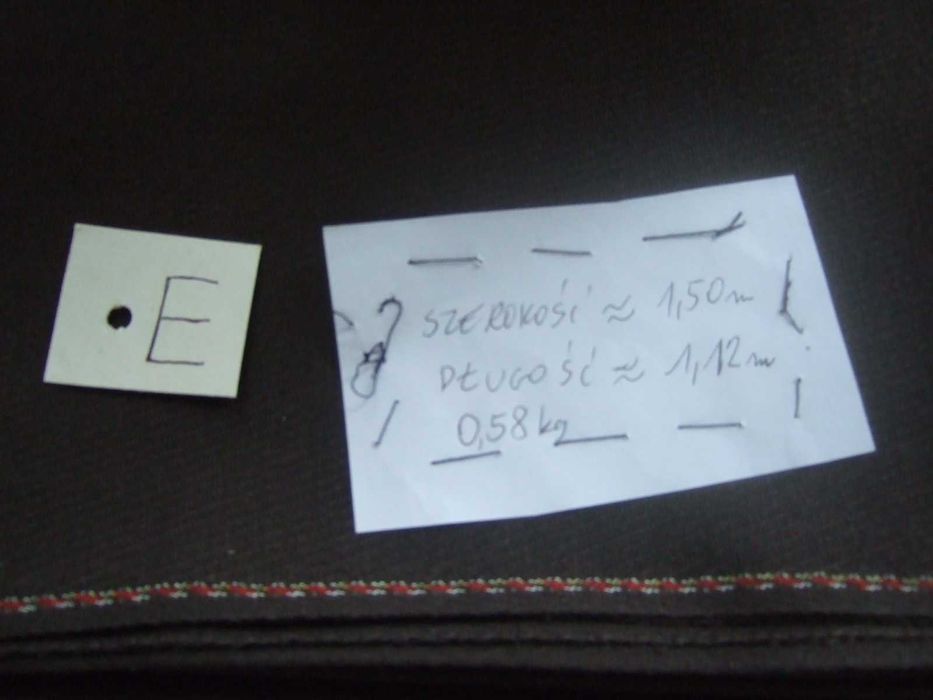 E
SZEROKOŚĆ ≈ 1,50m
DŁUGOŚĆ ≈ 1,12m
0,58kg